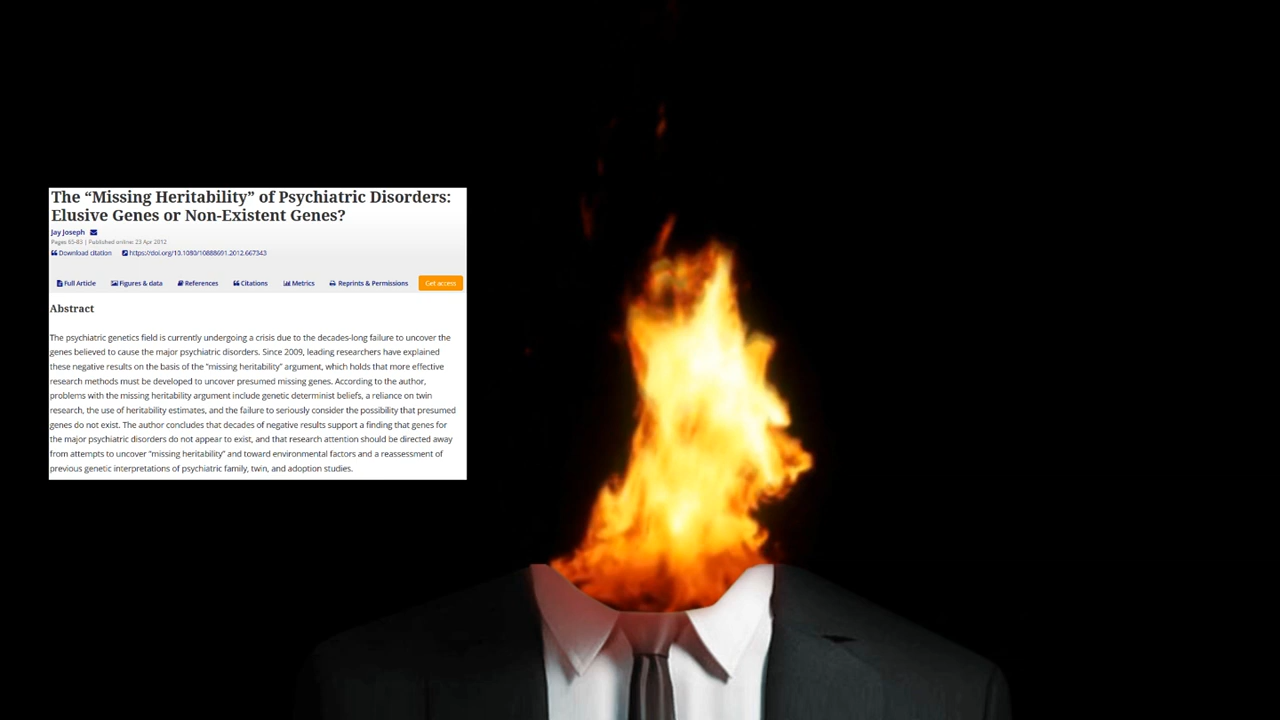 The “Missing Heritability” of Psychiatric Disorders:
Elusive Genes or Non-Existent Genes?
Jay Joseph
Pages 65-83 | Published online: 23 Apr 2012
Download citation https://doi.org/10.1080/10888691.2012.667343
Full Article Figures & data References Citations Metrics Reprints & Permissions Get access
Abstract
The psychiatric genetics field is currently undergoing a crisis due to the decades-long failure to uncover the
genes believed to cause the major psychiatric disorders. Since 2009, leading researchers have explained
these negative results on the basis of the “missing heritability” argument, which holds that more effective
research methods must be developed to uncover presumed missing genes. According to the author,
problems with the missing heritability argument include genetic determinist beliefs, a reliance on twin
research, the use of heritability estimates, and the failure to seriously consider the possibility that presumed
genes do not exist. The author concludes that decades of negative results support a finding that genes for
the major psychiatric disorders do not appear to exist, and that research attention should be directed away
from attempts to uncover “missing heritability” and toward environmental factors and a reassessment of
previous genetic interpretations of psychiatric family, twin, and adoption studies.